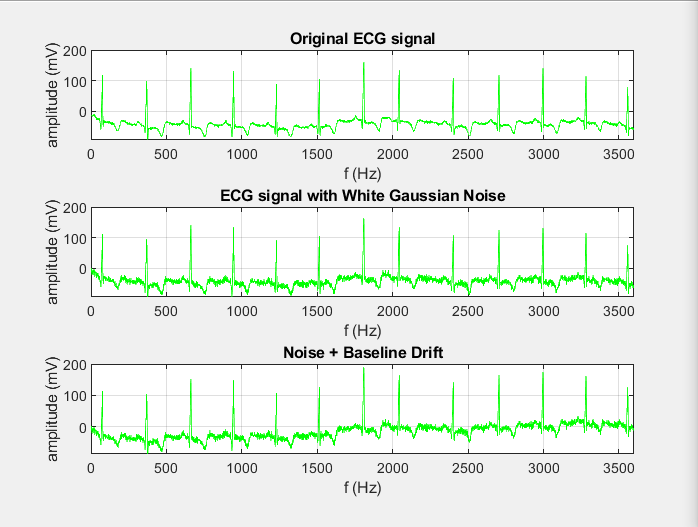 Original ECG signal
200
100
0
amplitude (mV)
0 500 1000 1500 2000 2500 3000 3500
f (Hz)
ECG signal with White Gaussian Noise
200
100
0
amplitude (mV)
0 500 1000 1500 2000 2500 3000 3500
f (Hz)
Noise + Baseline Drift
200
100
0
amplitude (mV)
0 500 1000 1500 2000 2500 3000 3500
f (Hz)